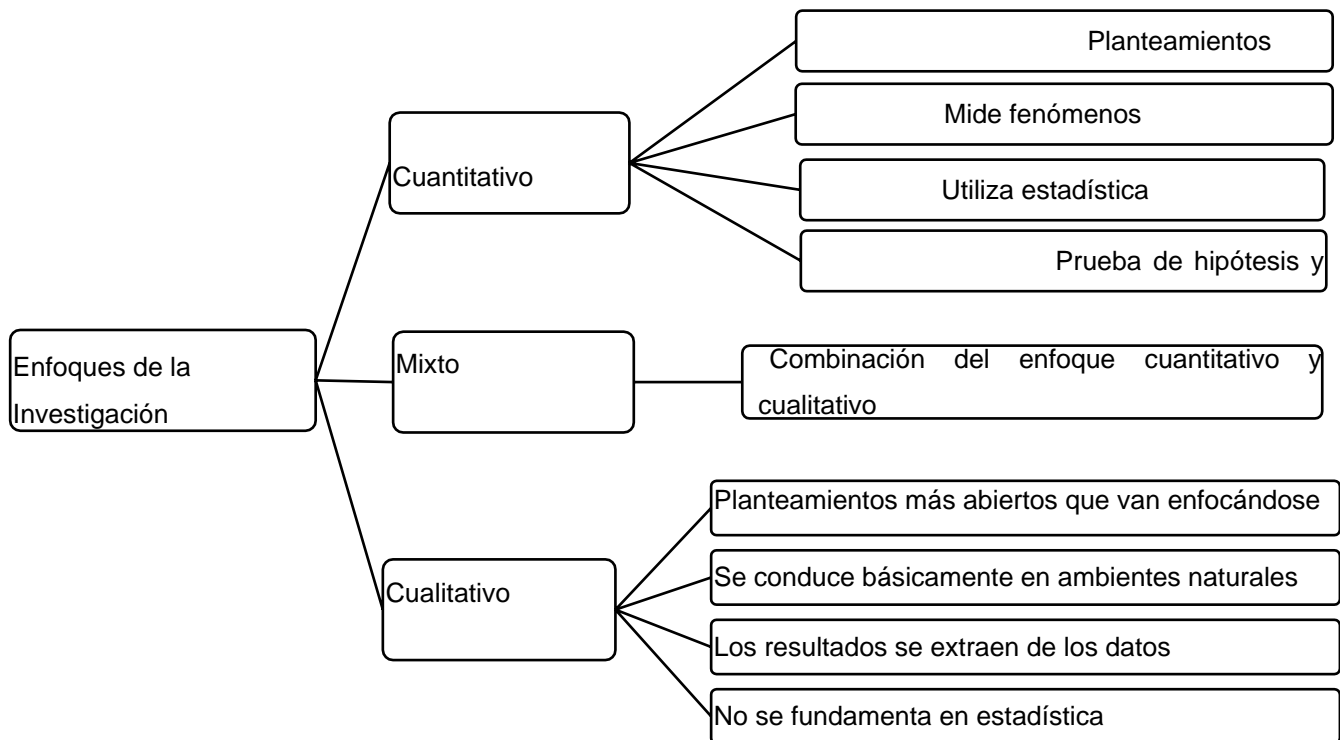 Enfoques de la
Investigación
Cuantitativo
Planteamientos
Mide fenómenos
Utiliza estadística
Prueba de hipótesis y
Mixto
Combinación del enfoque cuantitativo y
cualitativo
Cualitativo
Planteamientos más abiertos que van enfocándose
Se conduce básicamente en ambientes naturales
Los resultados se extraen de los datos
No se fundamenta en estadística